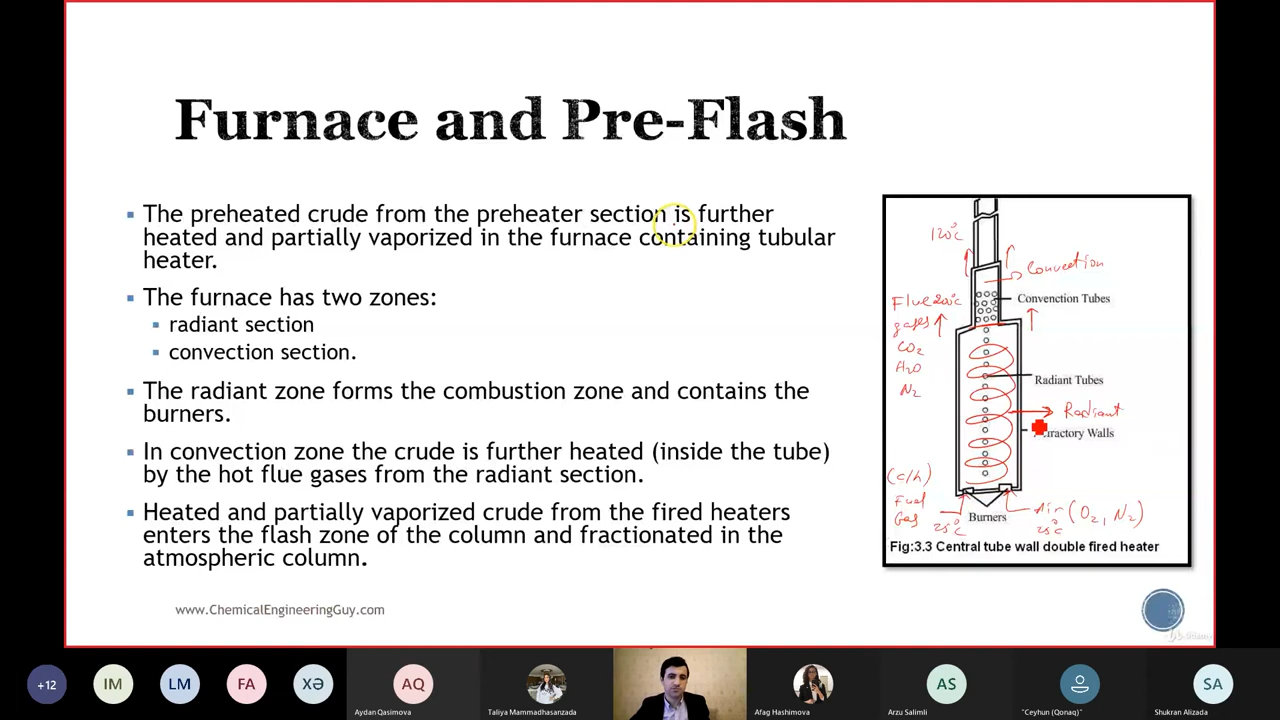 Furnace and Pre-Flash
The preheated crude from the preheater section is further
heated and partially vaporized in the furnace containing tubular
heater.
The furnace has two zones:
radiant section
convection section.
The radiant zone forms the combustion zone and contains the
burners.
In convection zone the crude is further heated (inside the tube)
by the hot flue gases from the radiant section.
Heated and partially vaporized crude from the fired heaters
enters the flash zone of the column and fractionated in the
atmospheric column.
www.ChemicalEngineeringGuy.com
120°C
Convection
Flue 200°C
gases
CO2
H2O
N2
Convenction Tubes
Radiant Tubes
Radiant
Walls
(C/H)
Fuel
Gas
25°C
Burners
Air (O2, N2)
25°C
Fig:3.3 Central tube wall double fired heater
+12
IM
LM
FA
XƏ
AQ
AS
SA
Aydan Qasimova
Taliya Mammadhasanzada
Afag Hashimova
Arzu Salimli
"Ceyhun (Qonaq)"
Shukran Alizada